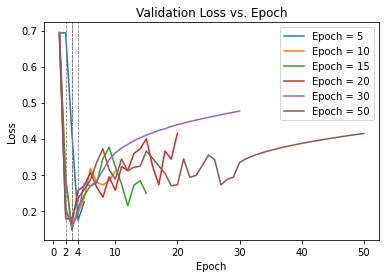 Validation Loss vs. Epoch
Loss
0.7
0.6
0.5
0.4
0.3
0.2
Epoch = 5
Epoch = 10
Epoch = 15
Epoch = 20
Epoch = 30
Epoch = 50
0 2 4 10 20 30 40 50
Epoch